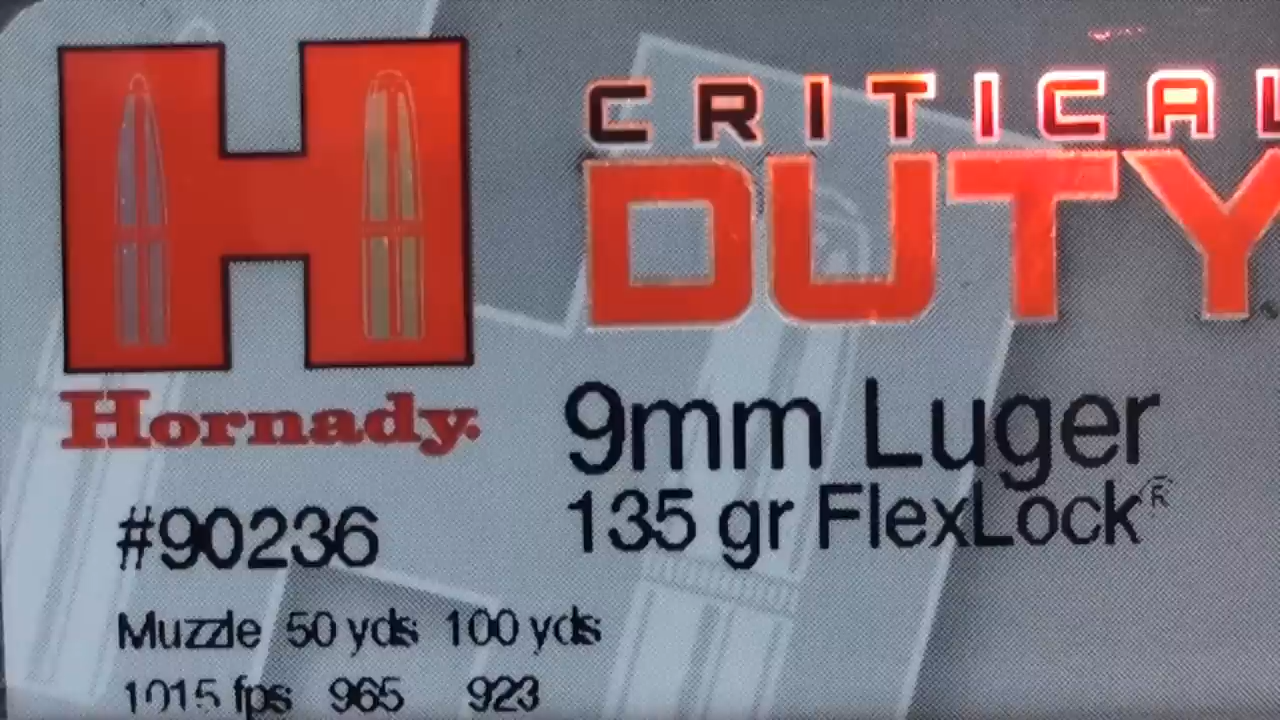 H
CRITICAL
DUTY
Hornady.
9mm Luger
135 gr FlexLock®
#90236
Muzzle 50 yds 100 yds
1015 fps 965 923